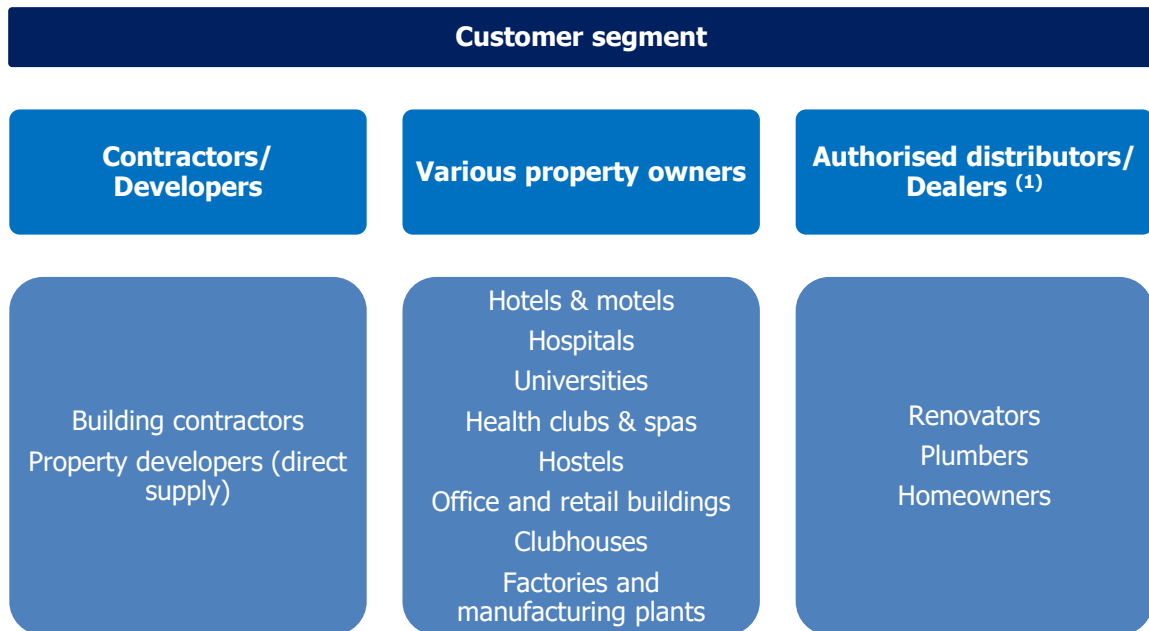 Customer segment
Contractors/
Developers
Various property owners
Authorised distributors/
Dealers (1)
Building contractors
Property developers (direct
supply)
Hotels & motels
Hospitals
Universities
Health clubs & spas
Hostels
Office and retail buildings
Clubhouses
Factories and
manufacturing plants
Renovators
Plumbers
Homeowners